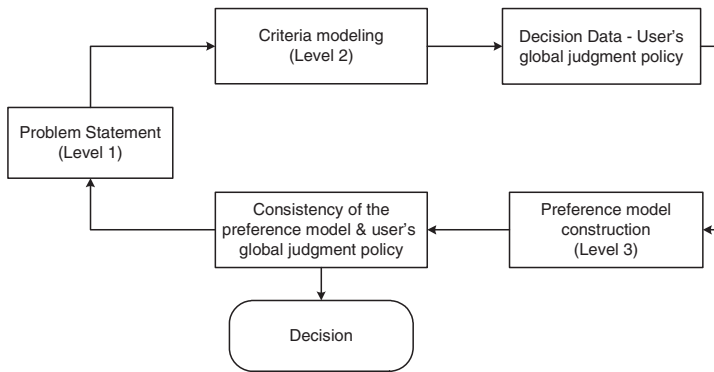 Criteria modeling
(Level 2)
Decision Data - User's
global judgment policy
Problem Statement
(Level 1)
Consistency of the
preference model & user's
global judgment policy
Preference model
construction
(Level 3)
Decision